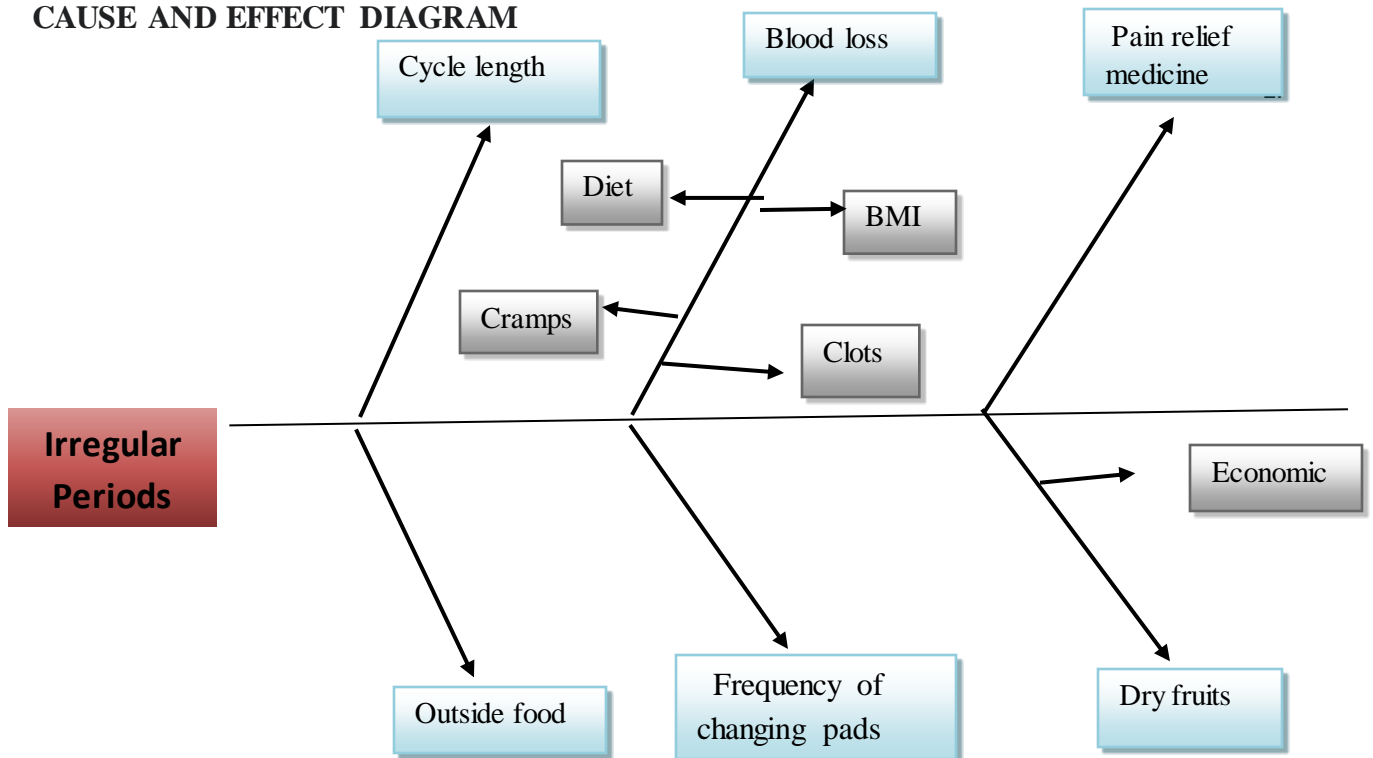 CAUSE AND EFFECT DIAGRAM
Cycle length
Blood loss
Pain relief
medicine
Diet
BMI
Cramps
Clots
Irregular
Periods
Economic
Outside food
Frequency of
changing pads
Dry fruits